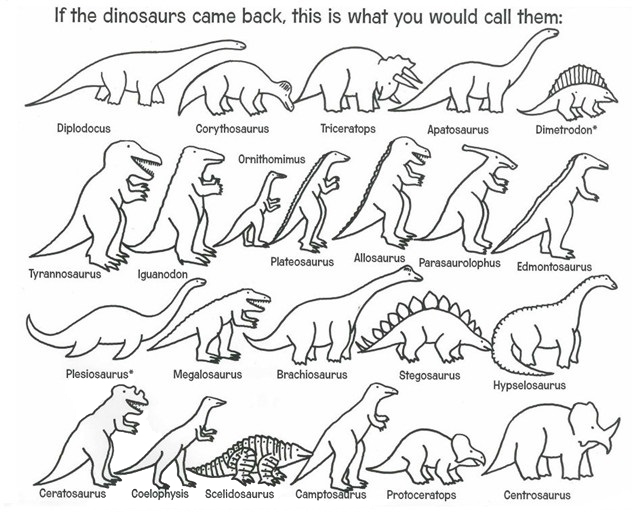 If the dinosaurs came back, this is what you would call them:
Diplodocus
Corythosaurus
Triceratops
Apatosaurus
Dimetrodon*
Tyrannosaurus
Iguanodon
Ornithomimus
Plateosaurus
Allosaurus
Parasaurolophus
Edmontosaurus
Plesiosaurus*
Megalosaurus
Brachiosaurus
Stegosaurus
Hypselosaurus
Ceratosaurus
Coelophysis
Scelidosaurus
Camptosaurus
Protoceratops
Centrosaurus